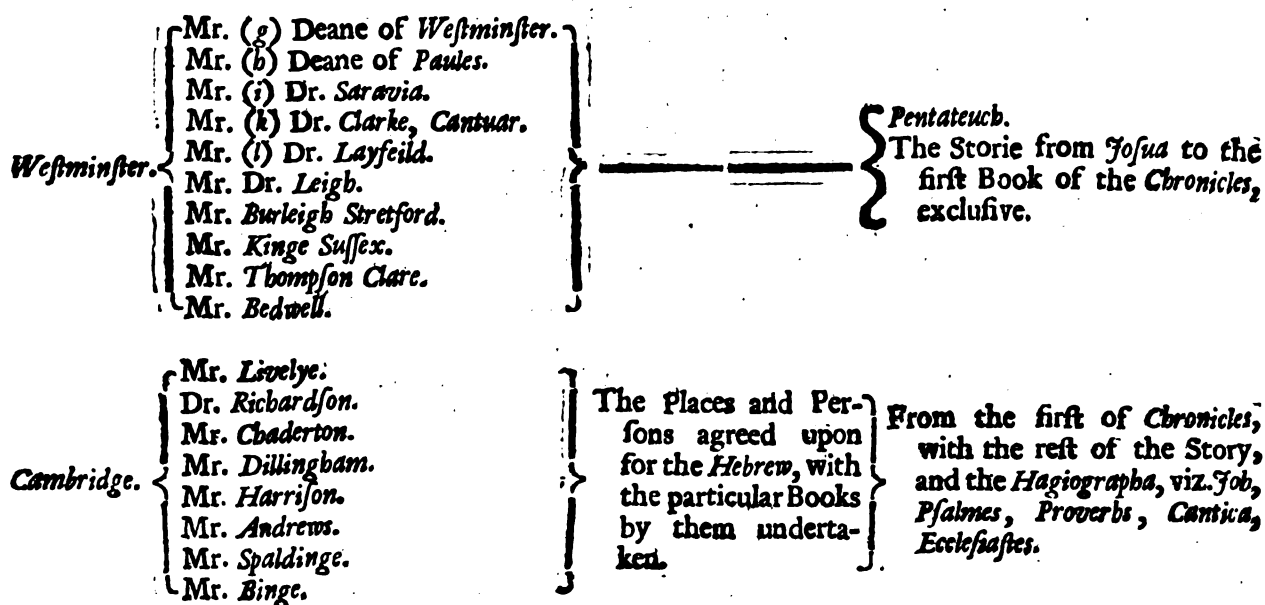 Westminster.
Mr. (g) Deane of Weſtminſter.
Mr. (h) Deane of Paules.
Mr. (i) Dr. Saravia.
Mr. (k) Dr. Clarke, Cantuar.
Mr. (l) Dr. Layfeild.
Mr. Dr. Leigh.
Mr. Burleigh Stretford.
Mr. Kinge Suſſex.
Mr. Thompſon Clare.
Mr. Bedwell.
Pentateuch.
The Storie from Joſua to the
firſt Book of the Chronicles,
excluſive.
Cambridge.
Mr. Livelye.
Dr. Richardſon.
Mr. Chaderton.
Mr. Dillingham.
Mr. Harriſon.
Mr. Andrews.
Mr. Spaldinge.
Mr. Binge.
The Places and Per-
ſons agreed upon
for the Hebrew, with
the particular Books
by them underta-
ken.
From the firſt of Chronicles,
with the reſt of the Story,
and the Hagiographa, viz. Job,
Pſalmes, Proverbs, Cantica,
Eccleſiaſtes.